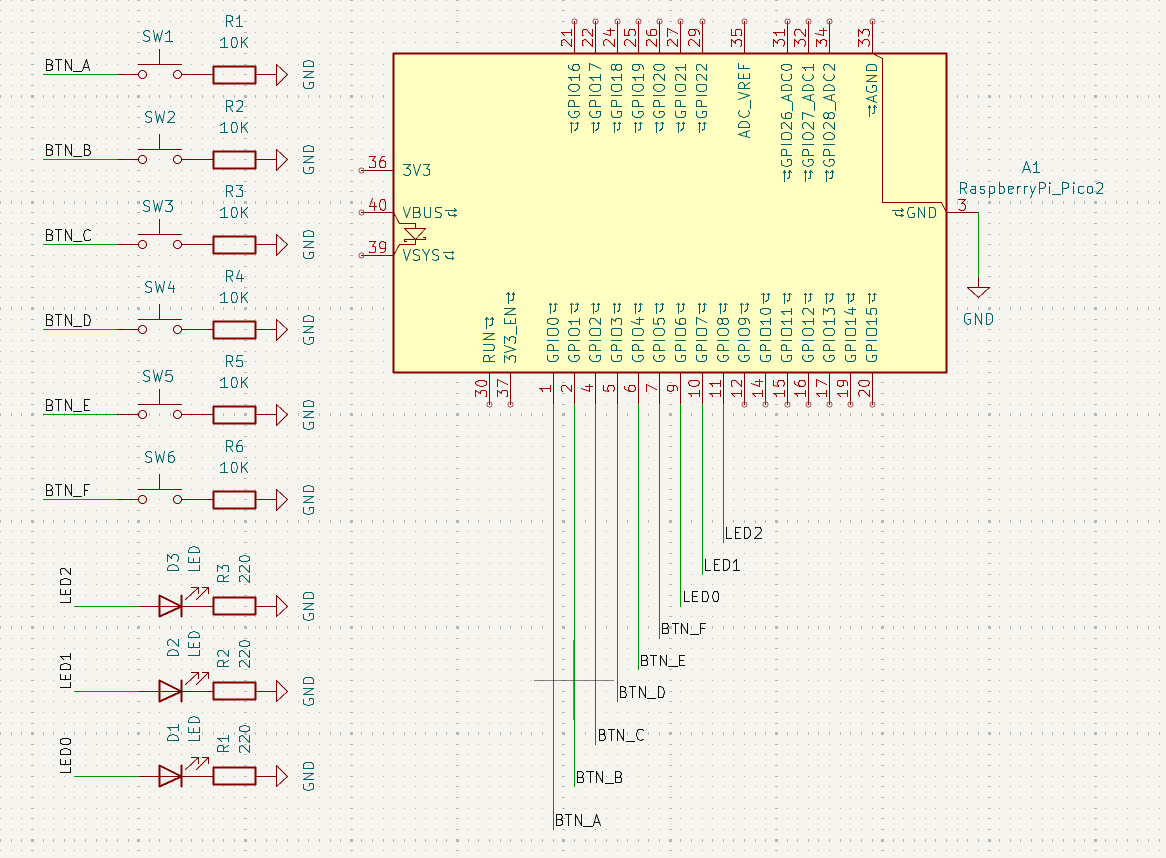 SW1
R1
10K
BTN_A
GND
SW2
R2
10K
BTN_B
GND
SW3
R3
10K
BTN_C
GND
SW4
R4
10K
BTN_D
GND
SW5
R5
10K
BTN_E
GND
SW6
R6
10K
BTN_F
GND
LED2
D3
LED
R3
220
GND
LED1
D2
LED
R2
220
GND
LED0
D1
LED
R1
220
GND
21
22
24
25
26
27
29
35
31
32
34
33
GPIO16
GPIO17
GPIO18
GPIO19
GPIO20
GPIO21
GPIO22
ADC_VREF
GPIO26_ADC0
GPIO27_ADC1
GPIO28_ADC2
AGND
36
3V3
40
VBUS
39
VSYS
GND
3
A1
RaspberryPi_Pico2
GND
RUN
3V3_EN
GPIO0
GPIO1
GPIO2
GPIO3
GPIO4
GPIO5
GPIO6
GPIO7
GPIO8
GPIO9
GPIO10
GPIO11
GPIO12
GPIO13
GPIO14
GPIO15
30
37
1
2
4
5
6
7
9
10
11
12
14
15
16
17
19
20
LED2
LED1
LED0
BTN_F
BTN_E
BTN_D
BTN_C
BTN_B
BTN_A